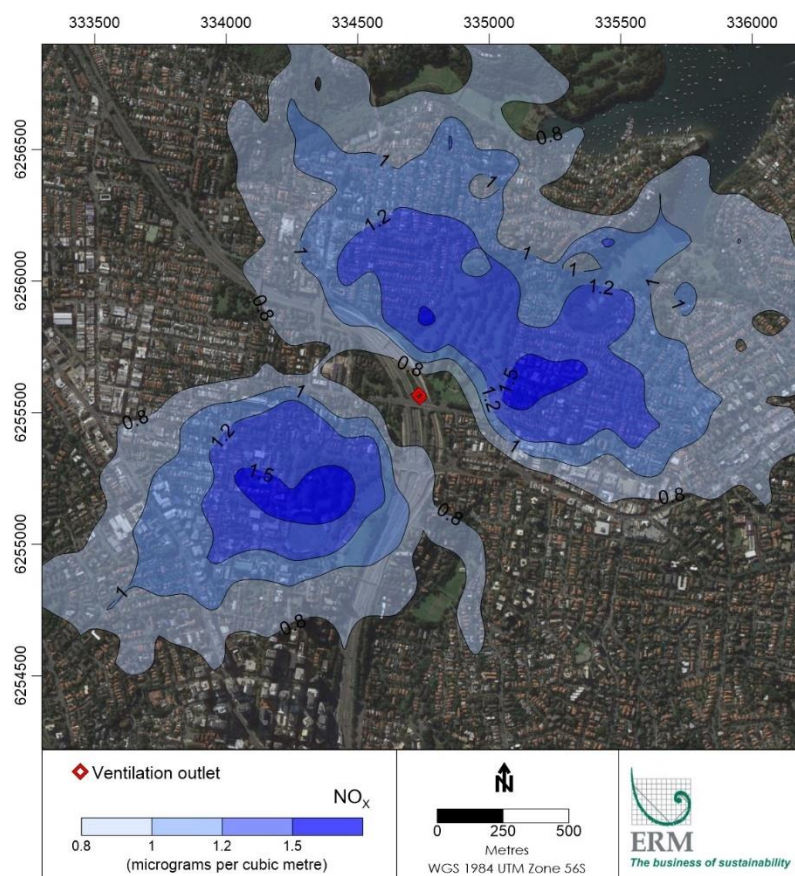 333500 334000 334500 335000 335500 336000
6256500
6256000
6255500
6255000
6254500
0.8
1
1
1.2
1
1
1
1.2
1
1
0.8
0.8
1.5
1.2
1
0.8
1
0.8
1.2
1.5
0.8
1
0.8
Ventilation outlet
NOX
0.8 1 1.2 1.5
(micrograms per cubic metre)
N
0 250 500
Metres
WGS 1984 UTM Zone 56S
ERM
The business of sustainability